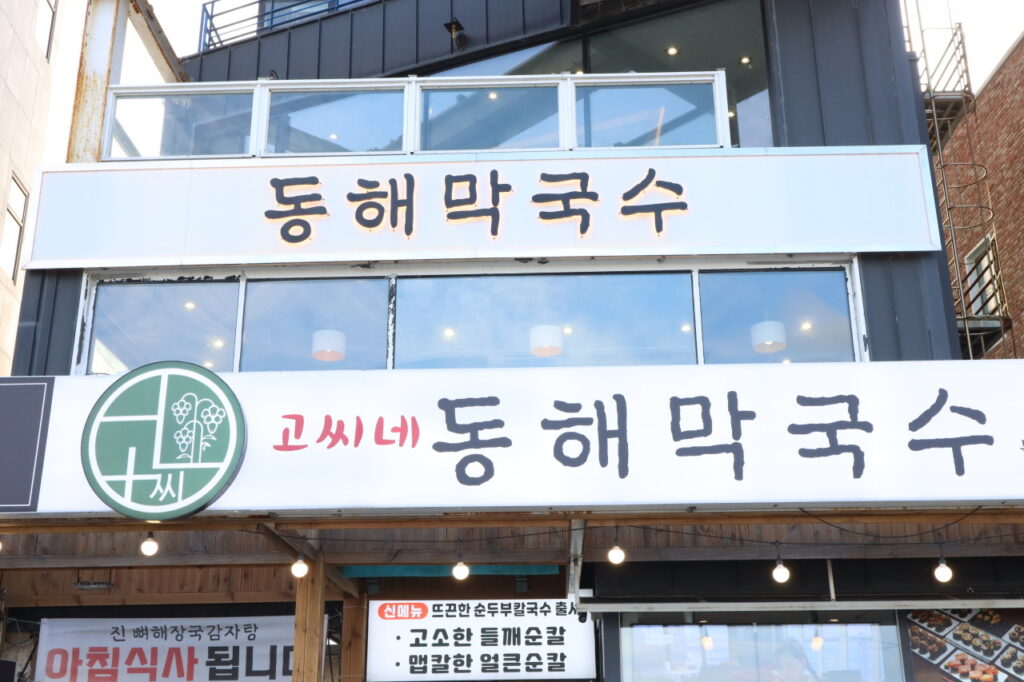 동해막국수
고씨네 동해막국수
씨
진 뼈해장국감자탕
아침식사 됩니다
신메뉴 뜨끈한 순두부칼국수 출시
· 고소한 들깨순칼
· 맵칼한 얼큰순칼